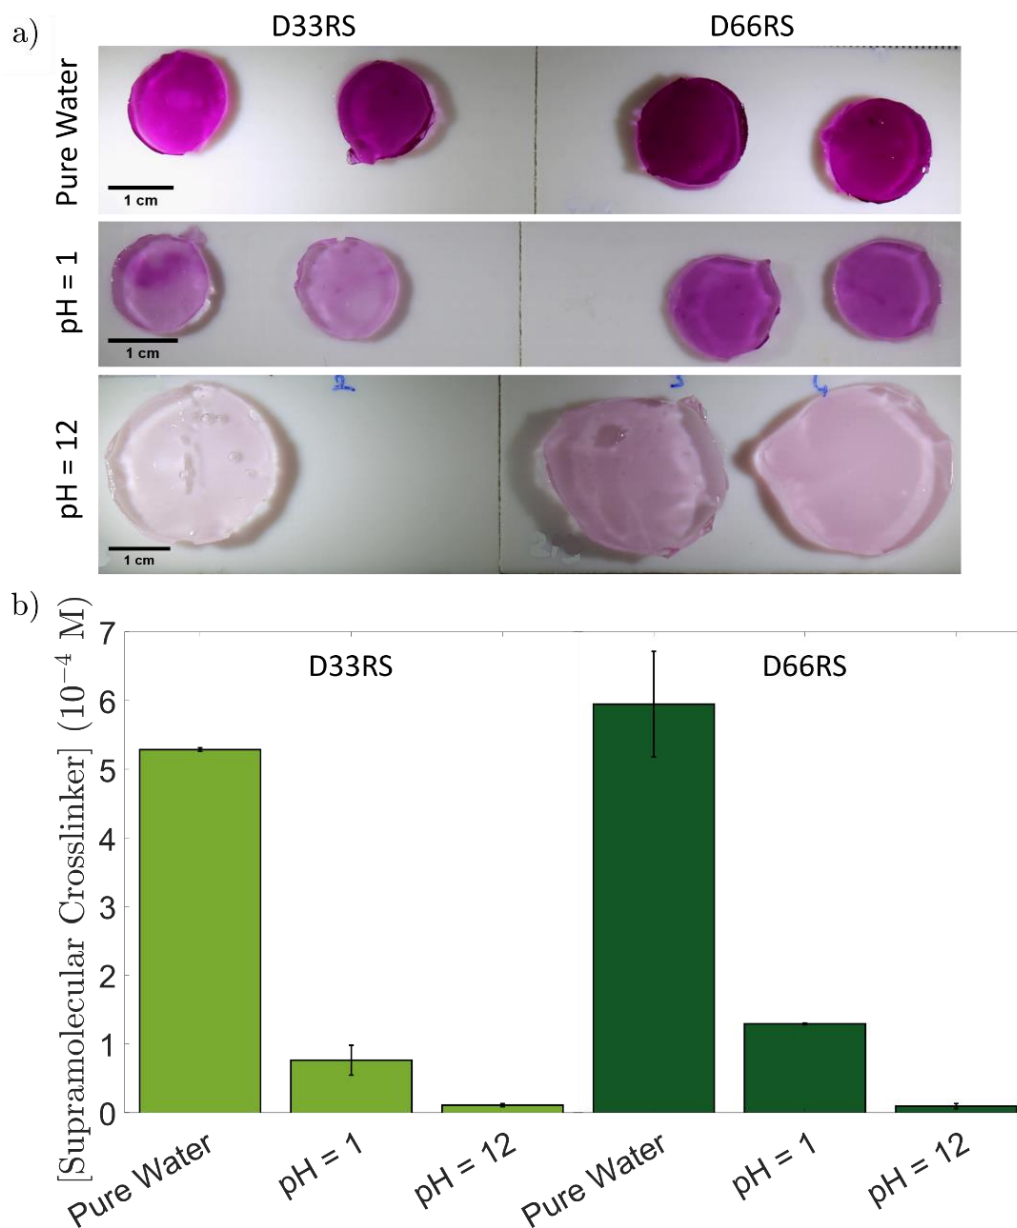 a)
D33RS
D66RS
Pure Water
1 cm
pH = 1
1 cm
pH = 12
2
1 cm
b)
[Supramolecular Crosslinker] (10⁻⁴ M)
7
6
5
4
3
2
1
0
D33RS
D66RS
Pure Water
pH = 1
pH = 12
Pure Water
pH = 1
pH = 12